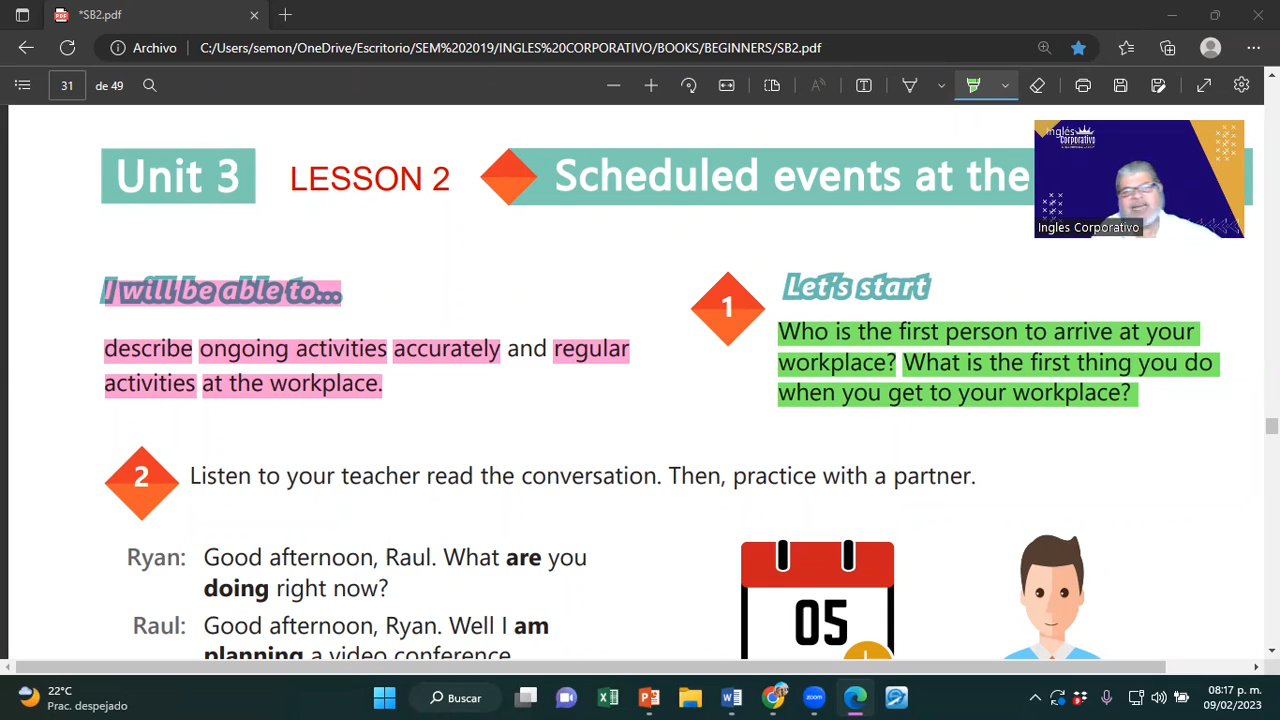 *SB2.pdf
Archivo
C:/Users/semon/OneDrive/Escritorio/SEM%202019/INGLES%20CORPORATIVO/BOOKS/BEGINNERS/SB2.pdf
31 de 49
Unit 3
LESSON 2
Scheduled events at the
Inglés
Corporativo
Ingles Corporativo
I will be able to...
describe ongoing activities accurately and regular
activities at the workplace.
1
Let's start
Who is the first person to arrive at your
workplace? What is the first thing you do
when you get to your workplace?
2
Listen to your teacher read the conversation. Then, practice with a partner.
Ryan: Good afternoon, Raul. What are you
doing right now?
Raul: Good afternoon, Ryan. Well I am
planning a video conference
05
22°C
Prac. despejado
Buscar
08:17 p. m.
09/02/2023